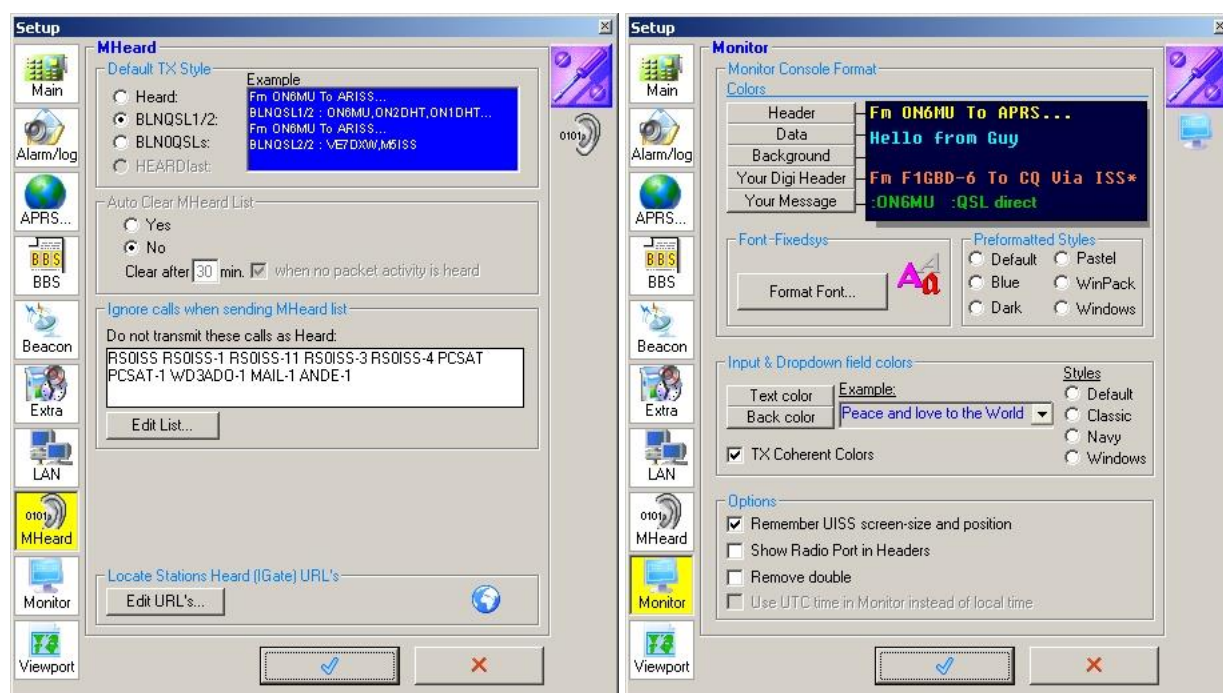 Setup
Main
Alarm/log
APRS...
BBS
BBS
Beacon
Extra
LAN
0101
MHeard
Monitor
Viewport
MHeard
Default TX Style
Heard:
BLNQSL1/2:
BLN0QSLs:
HEARDlast:
Example
Fm ON6MU To ARISS...
BLNQSL1/2 : ON6MU,ON2DHT,ON1DHT...
Fm ON6MU To ARISS...
BLNQSL2/2 : VE7DXW,M5ISS
0101
Auto Clear MHeard List
Yes
No
Clear after 30 min. when no packet activity is heard
Ignore calls when sending MHeard list
Do not transmit these calls as Heard:
RS0ISS RS0ISS-1 RS0ISS-11 RS0ISS-3 RS0ISS-4 PCSAT
PCSAT-1 WD3ADO-1 MAIL-1 ANDE-1
Edit List...
Locate Stations Heard (IGate) URL's
Edit URL's...
Setup
Main
Alarm/log
APRS...
BBS
BBS
Beacon
Extra
LAN
0101
MHeard
Monitor
Viewport
Monitor
Monitor Console Format
Colors
Header
Data
Background
Your Digi Header
Your Message
Fm ON6MU To APRS...
Hello from Guy
Fm F1GBD-6 To CQ Via ISS*
:ON6MU :QSL direct
Font-Fixedsys
Format Font...
Preformatted Styles
Default Pastel
Blue WinPack
Dark Windows
Input & Dropdown field colors
Text color
Back color
Example:
Peace and love to the World
TX Coherent Colors
Styles
Default
Classic
Navy
Windows
Options
Remember UISS screen-size and position
Show Radio Port in Headers
Remove double
Use UTC time in Monitor instead of local time